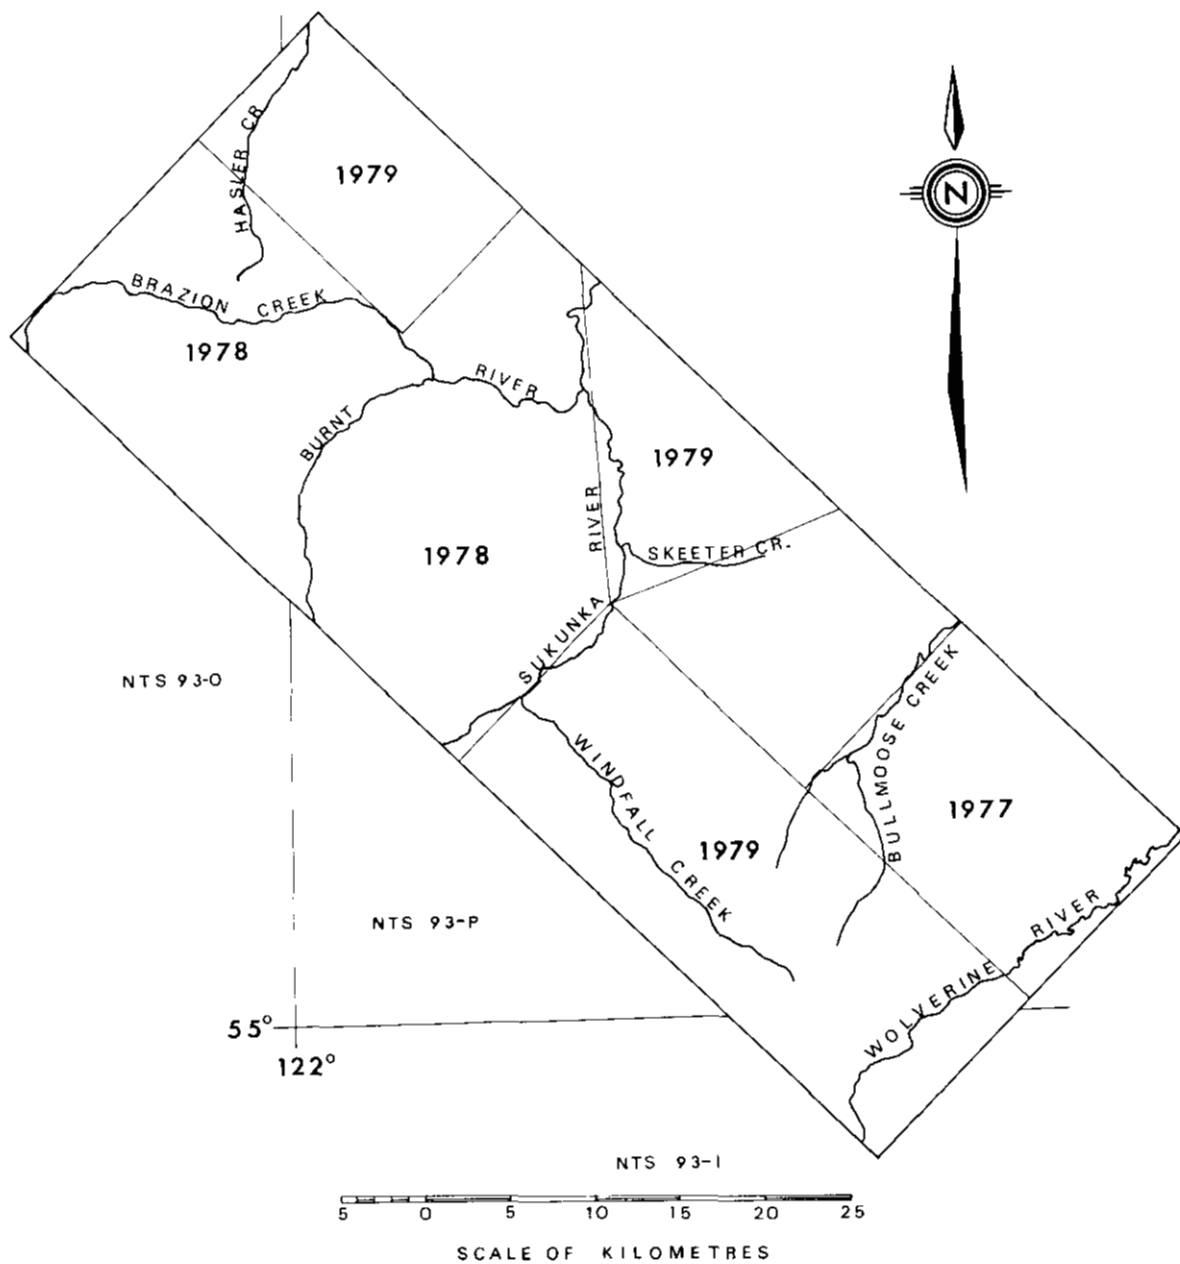 HASLER CR.
1979
N
BRAZION CREEK
1978
BURNT RIVER
1979
1978
RIVER
SKEETER CR.
SUKUNKA
NTS 93-O
BULLMOOSE CREEK
WINDFALL CREEK
1977
1979
NTS 93-P
WOLVERINE RIVER
55°
122°
NTS 93-I
5 0 5 10 15 20 25
SCALE OF KILOMETRES